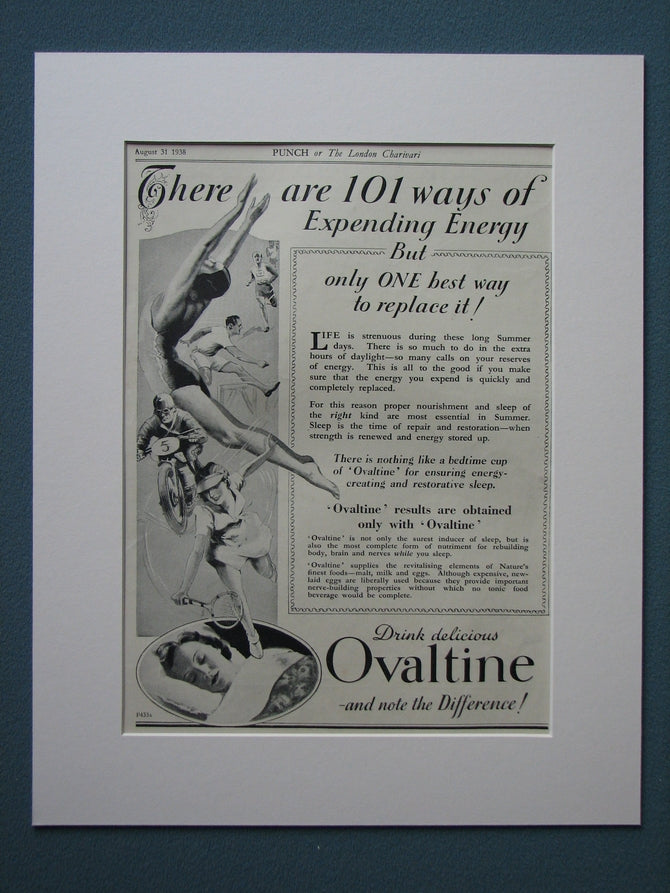 August 31 1938
PUNCH or The London Charivari
There are 101 ways of
Expending Energy
But
only ONE best way
to replace it!
LIFE is strenuous during these long Summer
days. There is so much to do in the extra
hours of daylight—so many calls on your reserves
of energy. This is all to the good if you make
sure that the energy you expend is quickly and
completely replaced.
For this reason proper nourishment and sleep of
the right kind are most essential in Summer.
Sleep is the time of repair and restoration—when
strength is renewed and energy stored up.
There is nothing like a bedtime cup
of 'Ovaltine' for ensuring energy-
creating and restorative sleep.
'Ovaltine' results are obtained
only with 'Ovaltine'
'Ovaltine' is not only the surest inducer of sleep, but is
also the most complete form of nutriment for rebuilding
body, brain and nerves while you sleep.
'Ovaltine' supplies the revitalising elements of Nature's
finest foods—malt, milk and eggs. Although expensive, new-
laid eggs are liberally used because they provide important
nerve-building properties without which no tonic food
beverage would be complete.
5
Drink delicious
Ovaltine
-and note the Difference!
P433A